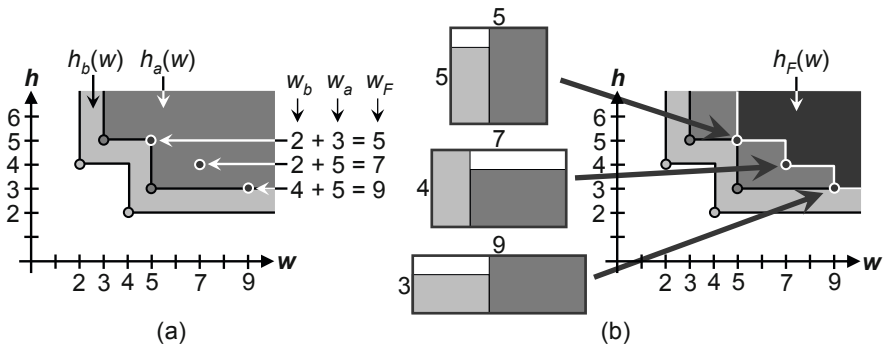 h_b(w) h_a(w)
h
w_b w_a w_F
6
5
4
3
2
2 + 3 = 5
2 + 5 = 7
4 + 5 = 9
2 3 4 5 7 9 w
(a)
5
5
7
4
9
3
h_F(w)
h
6
5
4
3
2
2 3 4 5 7 9 w
(b)